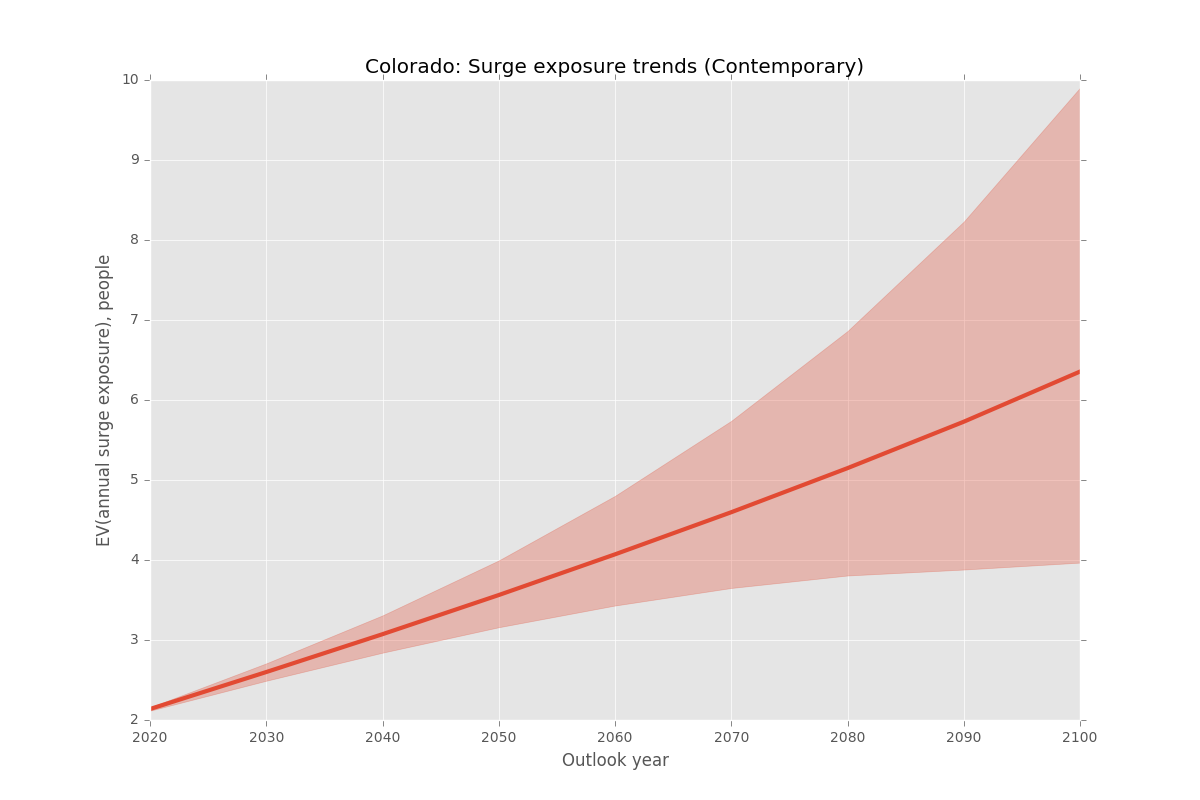 Colorado: Surge exposure trends (Contemporary)
10
9
8
7
6
5
4
3
2
EV(annual surge exposure), people
2020 2030 2040 2050 2060 2070 2080 2090 2100
Outlook year